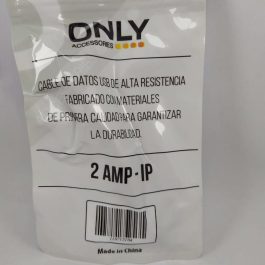 ONLY
ACCESSORIES
CABLE DE DATOS USB DE ALTA RESISTENCIA
FABRICADO CON MATERIALES
DE PRIMERA CALIDAD PARA GARANTIZAR
LA DURABILIDAD.
2 AMP - IP
Made in China